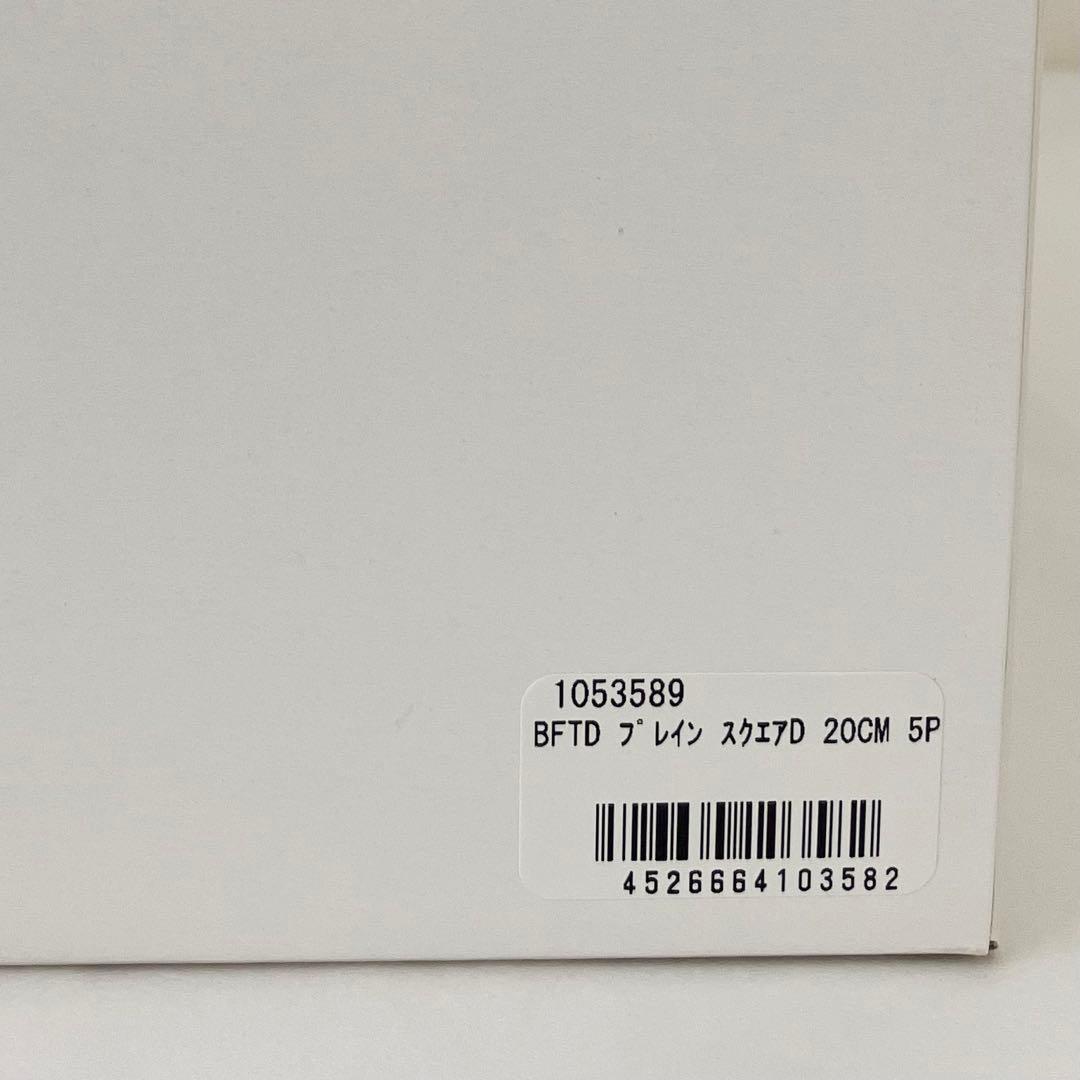 1053589
BFTD ﾌﾟﾚｲﾝ ｽｸｴｱD 20CM 5P
4526664103582